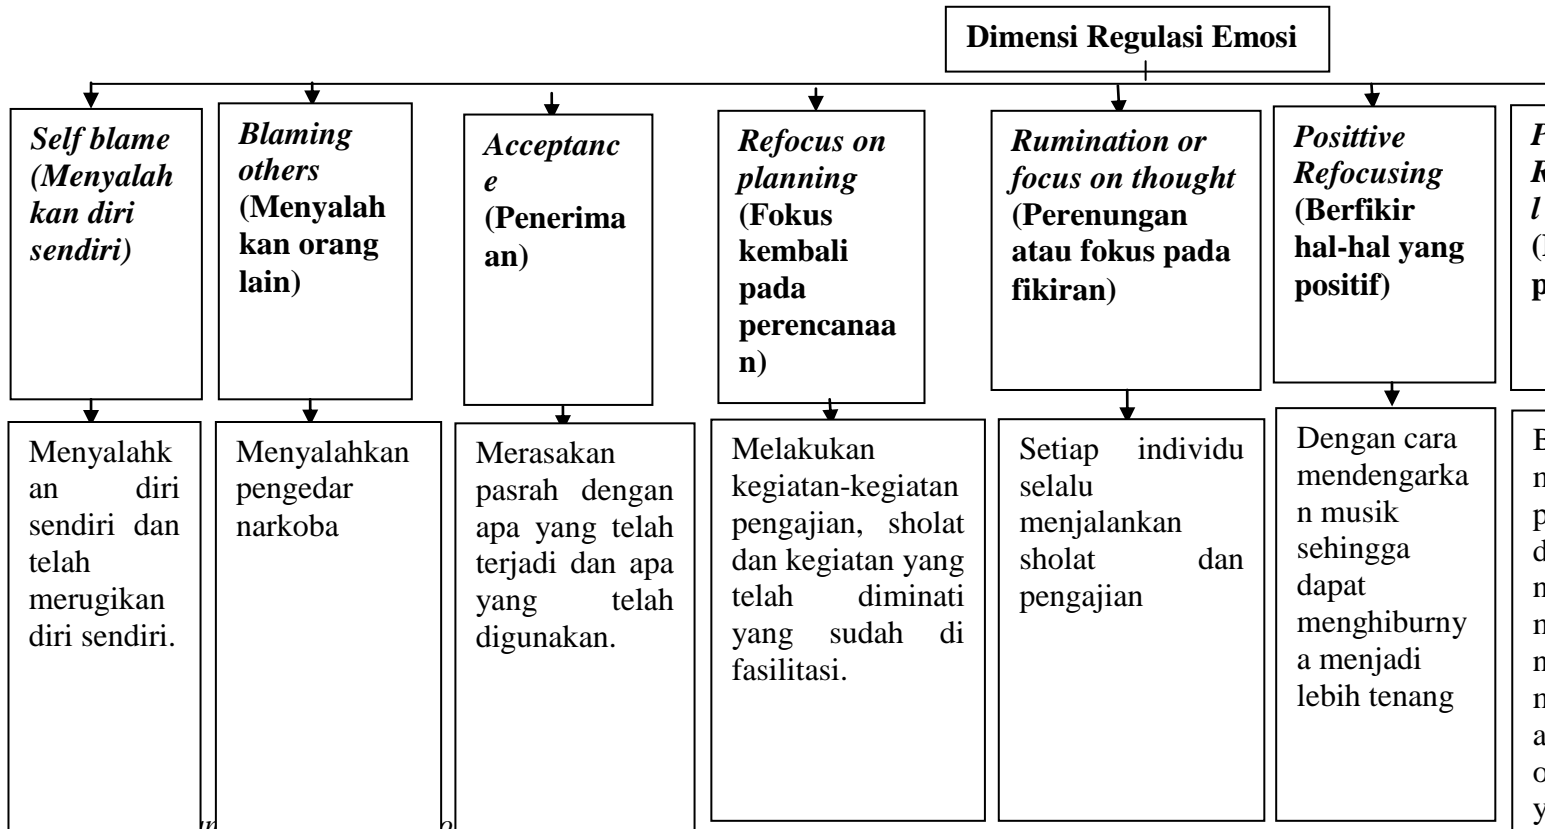 Dimensi Regulasi Emosi
Self blame
(Menyalah
kan diri
sendiri)
Blaming
others
(Menyalah
kan orang
lain)
Acceptanc
e
(Penerima
an)
Refocus on
planning
(Fokus
kembali
pada
perencanaa
n)
Rumination or
focus on thought
(Perenungan
atau fokus pada
fikiran)
Posittive
Refocusing
(Berfikir
hal-hal yang
positif)
Menyalahk
an diri
sendiri dan
telah
merugikan
diri sendiri.
Menyalahkan
pengedar
narkoba
Merasakan
pasrah dengan
apa yang telah
terjadi dan apa
yang telah
digunakan.
Melakukan
kegiatan-kegiatan
pengajian, sholat
dan kegiatan yang
telah diminati
yang sudah di
fasilitasi.
Setiap individu
selalu
menjalankan
sholat dan
pengajian
Dengan cara
mendengarka
n musik
sehingga
dapat
menghiburny
a menjadi
lebih tenang